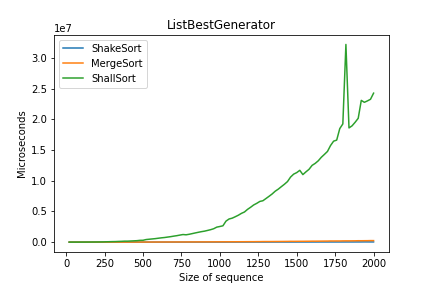 ListBestGenerator
1e7
ShakeSort
MergeSort
ShallSort
3.0
2.5
2.0
1.5
1.0
0.5
0.0
Microseconds
0 250 500 750 1000 1250 1500 1750 2000
Size of sequence